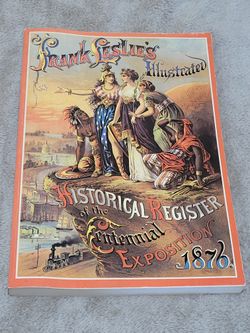 FRANK LESLIE'S
Illustrated
HISTORICAL REGISTER
of the
Centennial
EXPOSITION
1876.